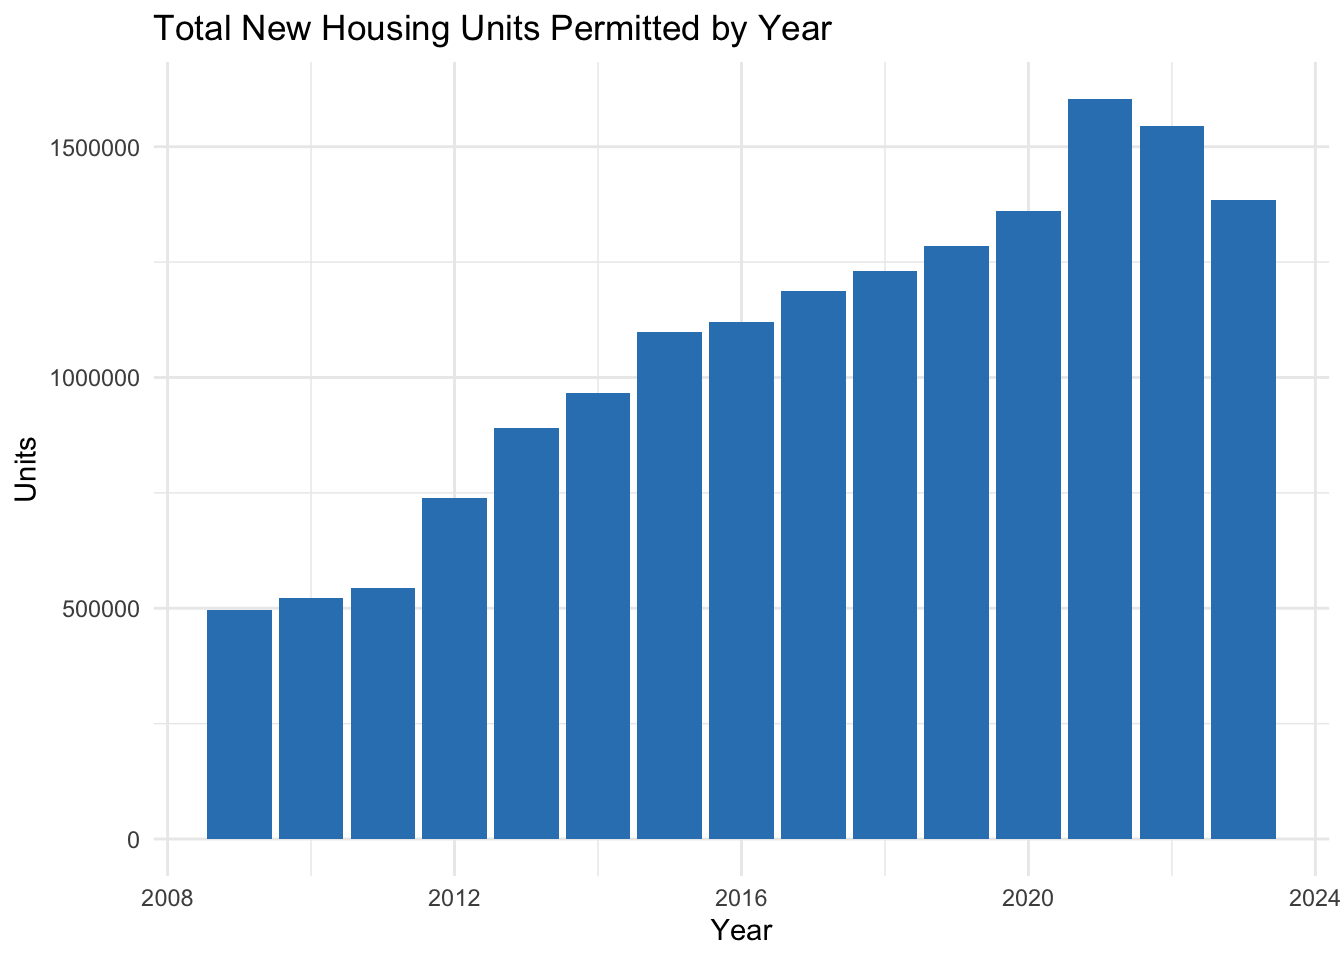 Total New Housing Units Permitted by Year
1500000
1000000
500000
0
Units
2008 2012 2016 2020 2024
Year